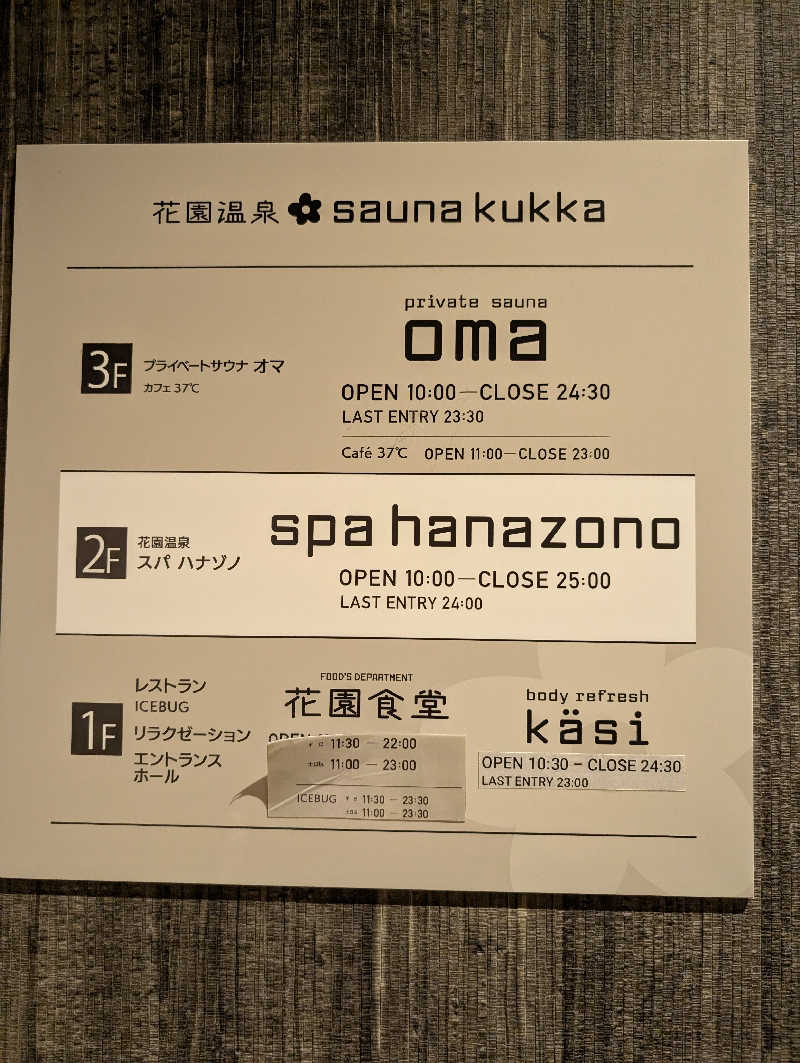 花園温泉 sauna kukka
private sauna
oma
3F
プライベートサウナ オマ
カフェ 37℃
OPEN 10:00—CLOSE 24:30
LAST ENTRY 23:30
Café 37℃ OPEN 11:00—CLOSE 23:00
2F
花園温泉
スパ ハナゾノ
spa hanazono
OPEN 10:00—CLOSE 25:00
LAST ENTRY 24:00
1F
レストラン
ICEBUG
リラクゼーション
エントランス
ホール
FOOD'S DEPARTMENT
花園食堂
11:30 — 22:00
11:00 — 23:00
ICEBUG 11:30 — 23:30
11:00 — 23:30
body refresh
käsi
OPEN 10:30 – CLOSE 24:30
LAST ENTRY 23:00